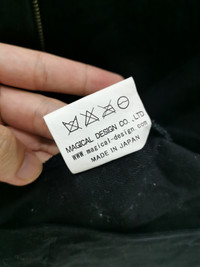 MAGICAL DESIGN CO.,LTD
www.magical-design.com
MADE IN JAPAN